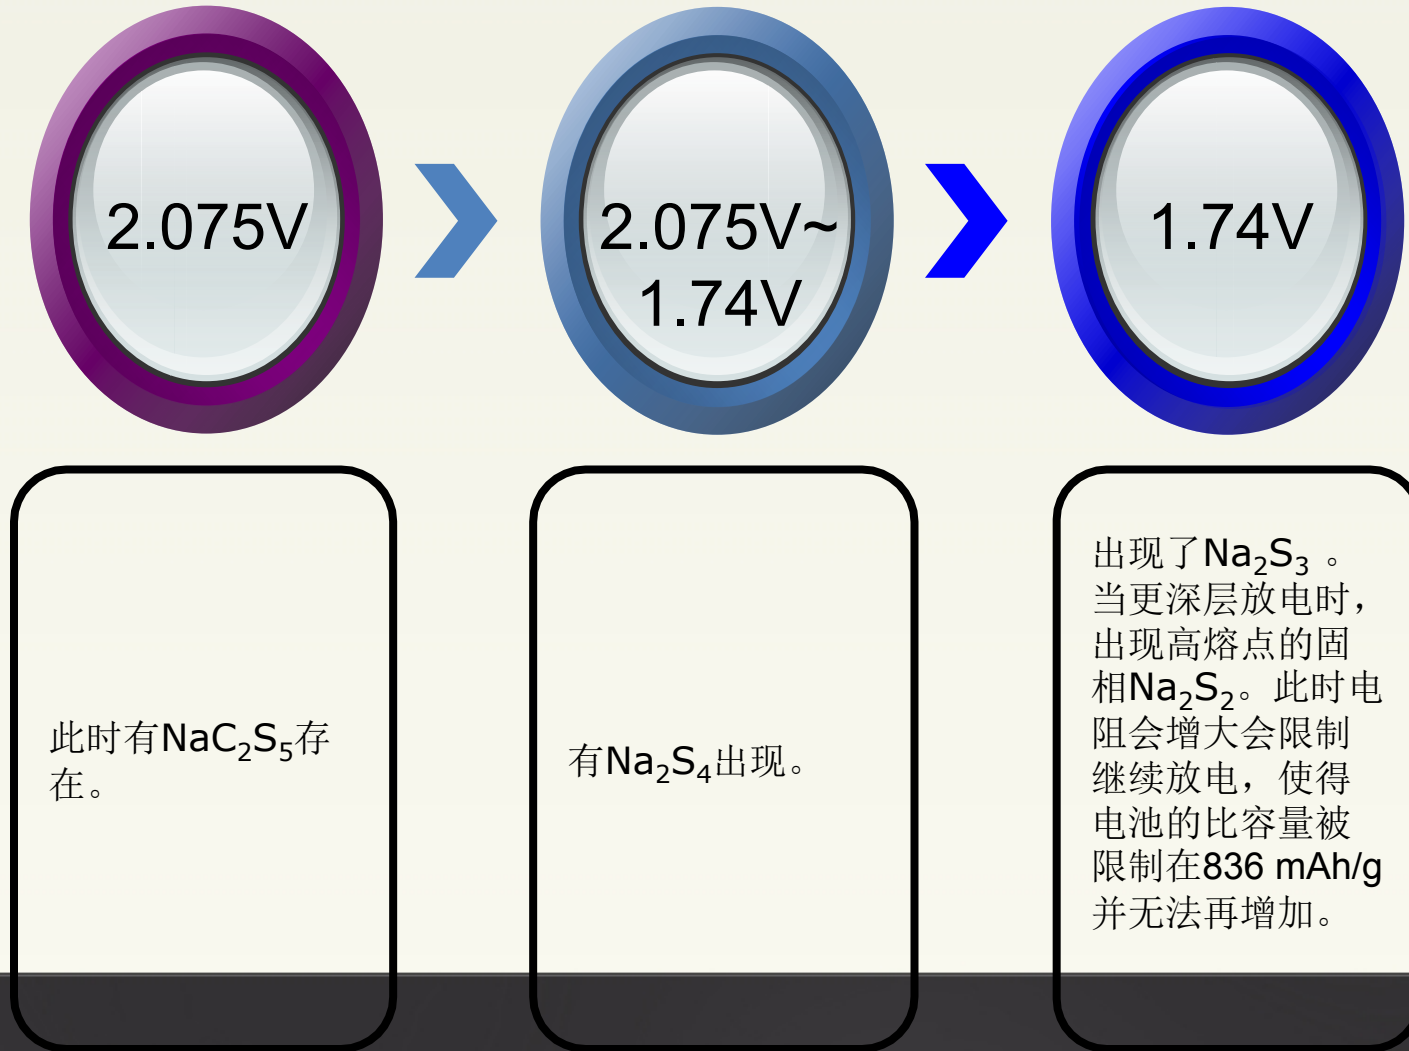 2.075V
2.075V~
1.74V
1.74V
此时有NaC₂S₅存
在。
有Na₂S₄出现。
出现了Na₂S₃ 。
当更深层放电时，
出现高熔点的固
相Na₂S₂。此时电
阻会增大会限制
继续放电，使得
电池的比容量被
限制在836 mAh/g
并无法再增加。